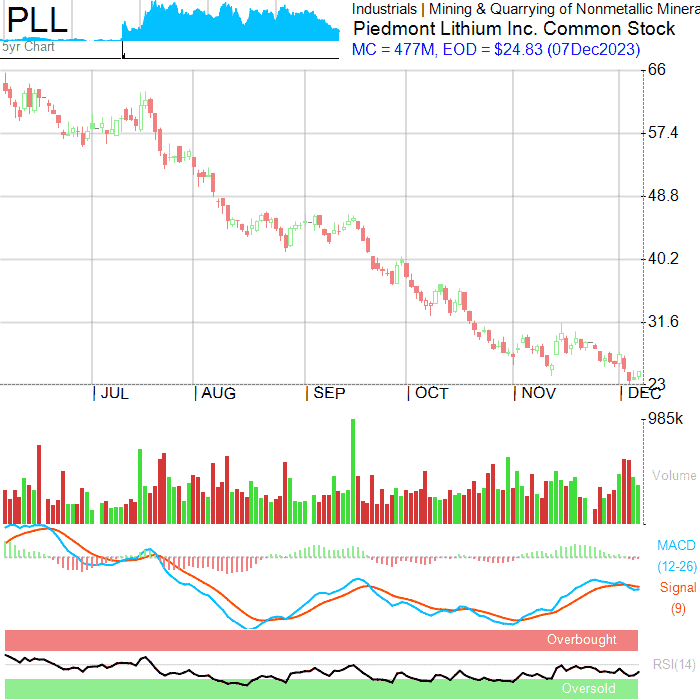 PLL
5yr Chart
Industrials | Mining & Quarrying of Nonmetallic Minera
Piedmont Lithium Inc. Common Stock
MC = 477M, EOD = $24.83 (07Dec2023)
66
57.4
48.8
40.2
31.6
23
| JUL | AUG | SEP | OCT | NOV | DEC
985k
Volume
MACD
(12-26)
Signal
(9)
Overbought
RSI(14)
Oversold